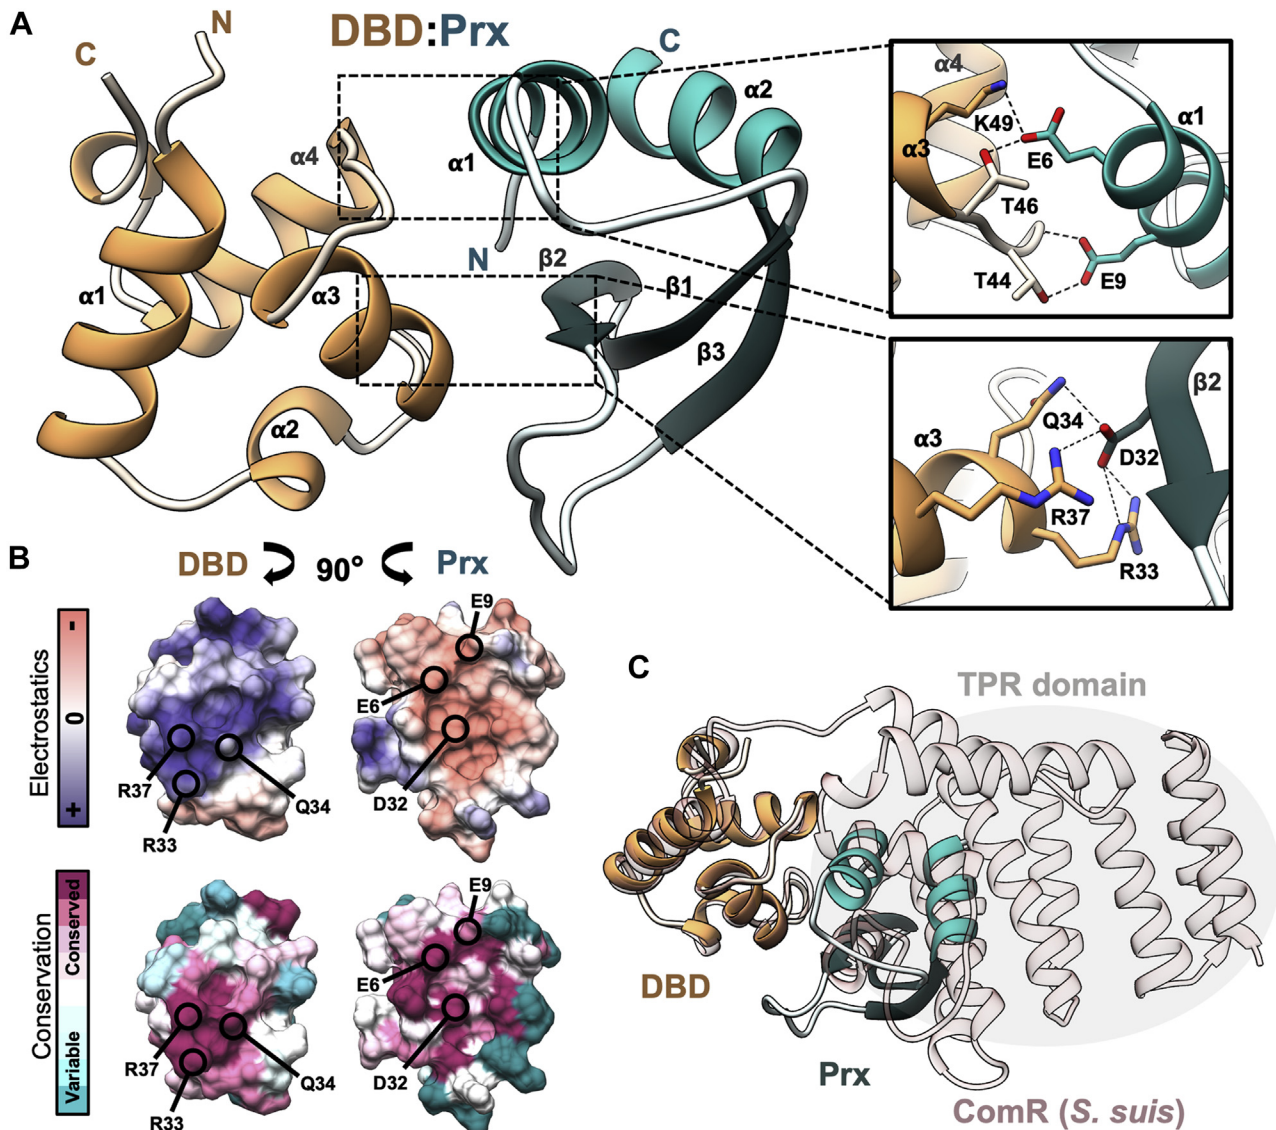 A
DBD:Prx
N
C
C
α4
α2
α1
α1
α3
N
β2
β1
β3
α2
α4
K49
α3
α1
E6
T46
T44
E9
β2
Q34
α3
D32
R37
R33
B
DBD
90°
Prx
Electrostatics
-
0
+
E9
E6
R37
Q34
D32
R33
Conservation
Conserved
Variable
E9
E6
R37
Q34
D32
R33
C
TPR domain
DBD
Prx
ComR (S. suis)